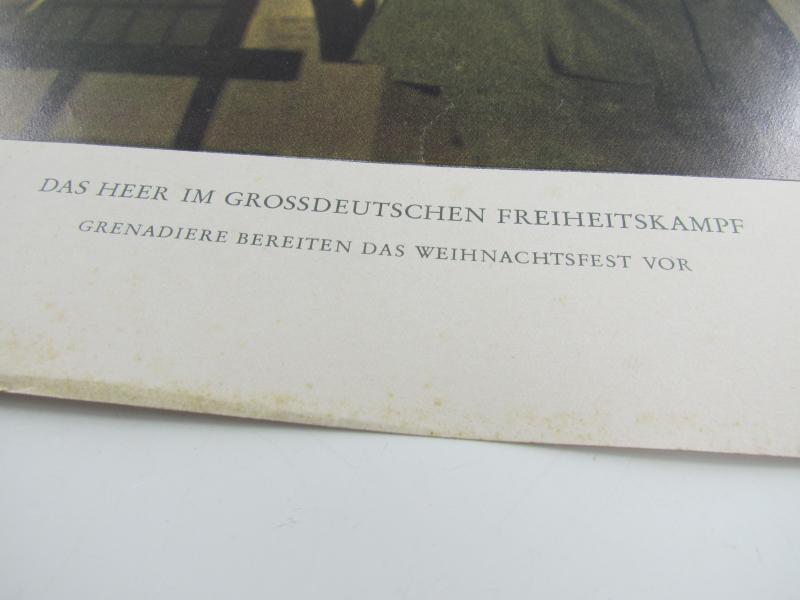 DAS HEER IM GROSSDEUTSCHEN FREIHEITSKAMPF
GRENADIERE BEREITEN DAS WEIHNACHTSFEST VOR